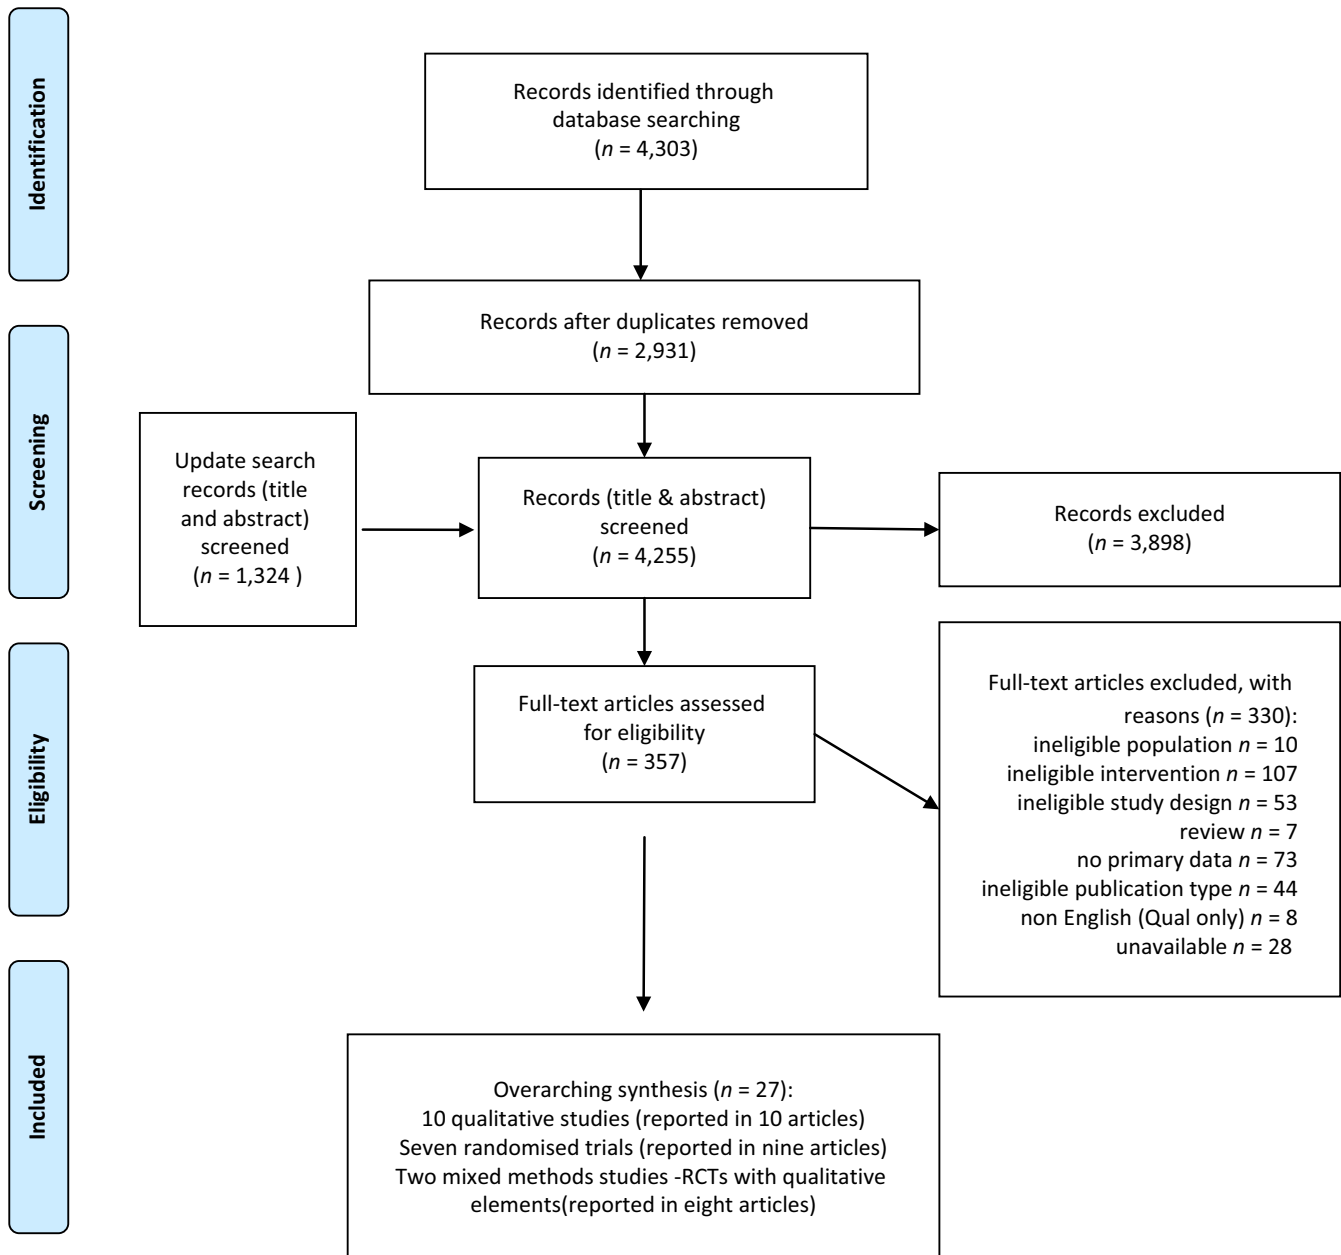 Identification
Records identified through
database searching
(n = 4,303)
Records after duplicates removed
(n = 2,931)
Screening
Update search
records (title
and abstract)
screened
(n = 1,324 )
Records (title & abstract)
screened
(n = 4,255)
Records excluded
(n = 3,898)
Eligibility
Full-text articles assessed
for eligibility
(n = 357)
Full-text articles excluded, with
reasons (n = 330):
ineligible population n = 10
ineligible intervention n = 107
ineligible study design n = 53
review n = 7
no primary data n = 73
ineligible publication type n = 44
non English (Qual only) n = 8
unavailable n = 28
Included
Overarching synthesis (n = 27):
10 qualitative studies (reported in 10 articles)
Seven randomised trials (reported in nine articles)
Two mixed methods studies -RCTs with qualitative
elements(reported in eight articles)